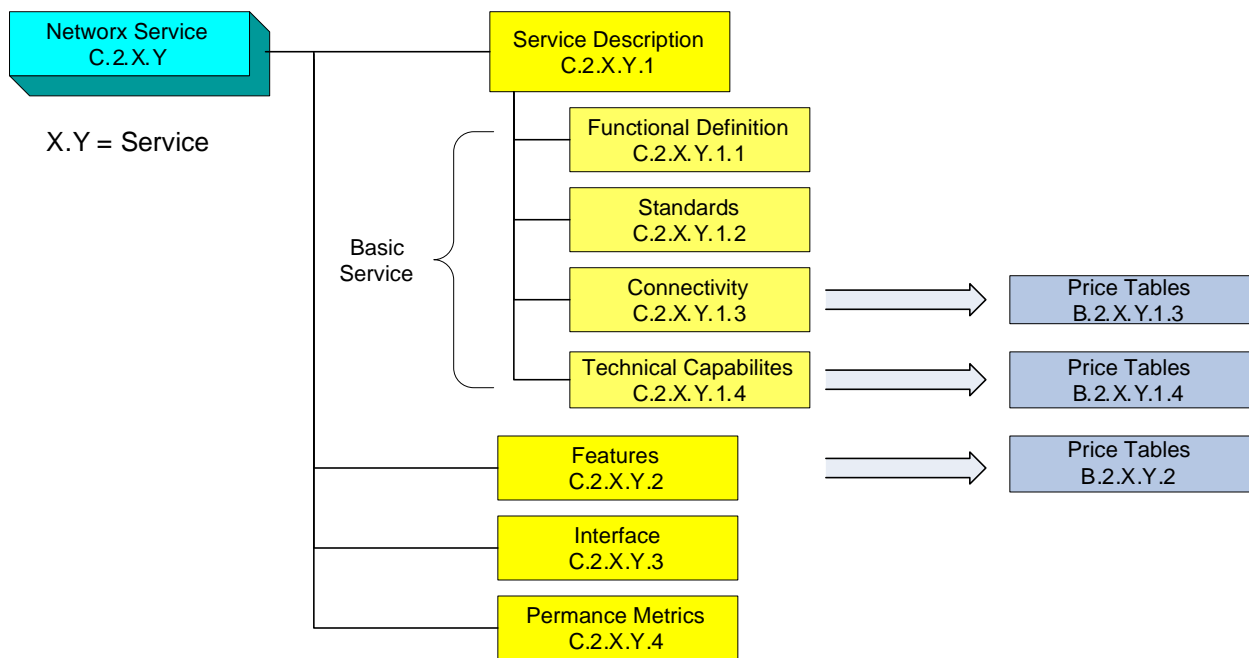 Networx Service
C.2.X.Y
X.Y = Service
Service Description
C.2.X.Y.1
Functional Definition
C.2.X.Y.1.1
Standards
C.2.X.Y.1.2
Basic
Service
Connectivity
C.2.X.Y.1.3
Price Tables
B.2.X.Y.1.3
Technical Capabilites
C.2.X.Y.1.4
Price Tables
B.2.X.Y.1.4
Features
C.2.X.Y.2
Price Tables
B.2.X.Y.2
Interface
C.2.X.Y.3
Permance Metrics
C.2.X.Y.4